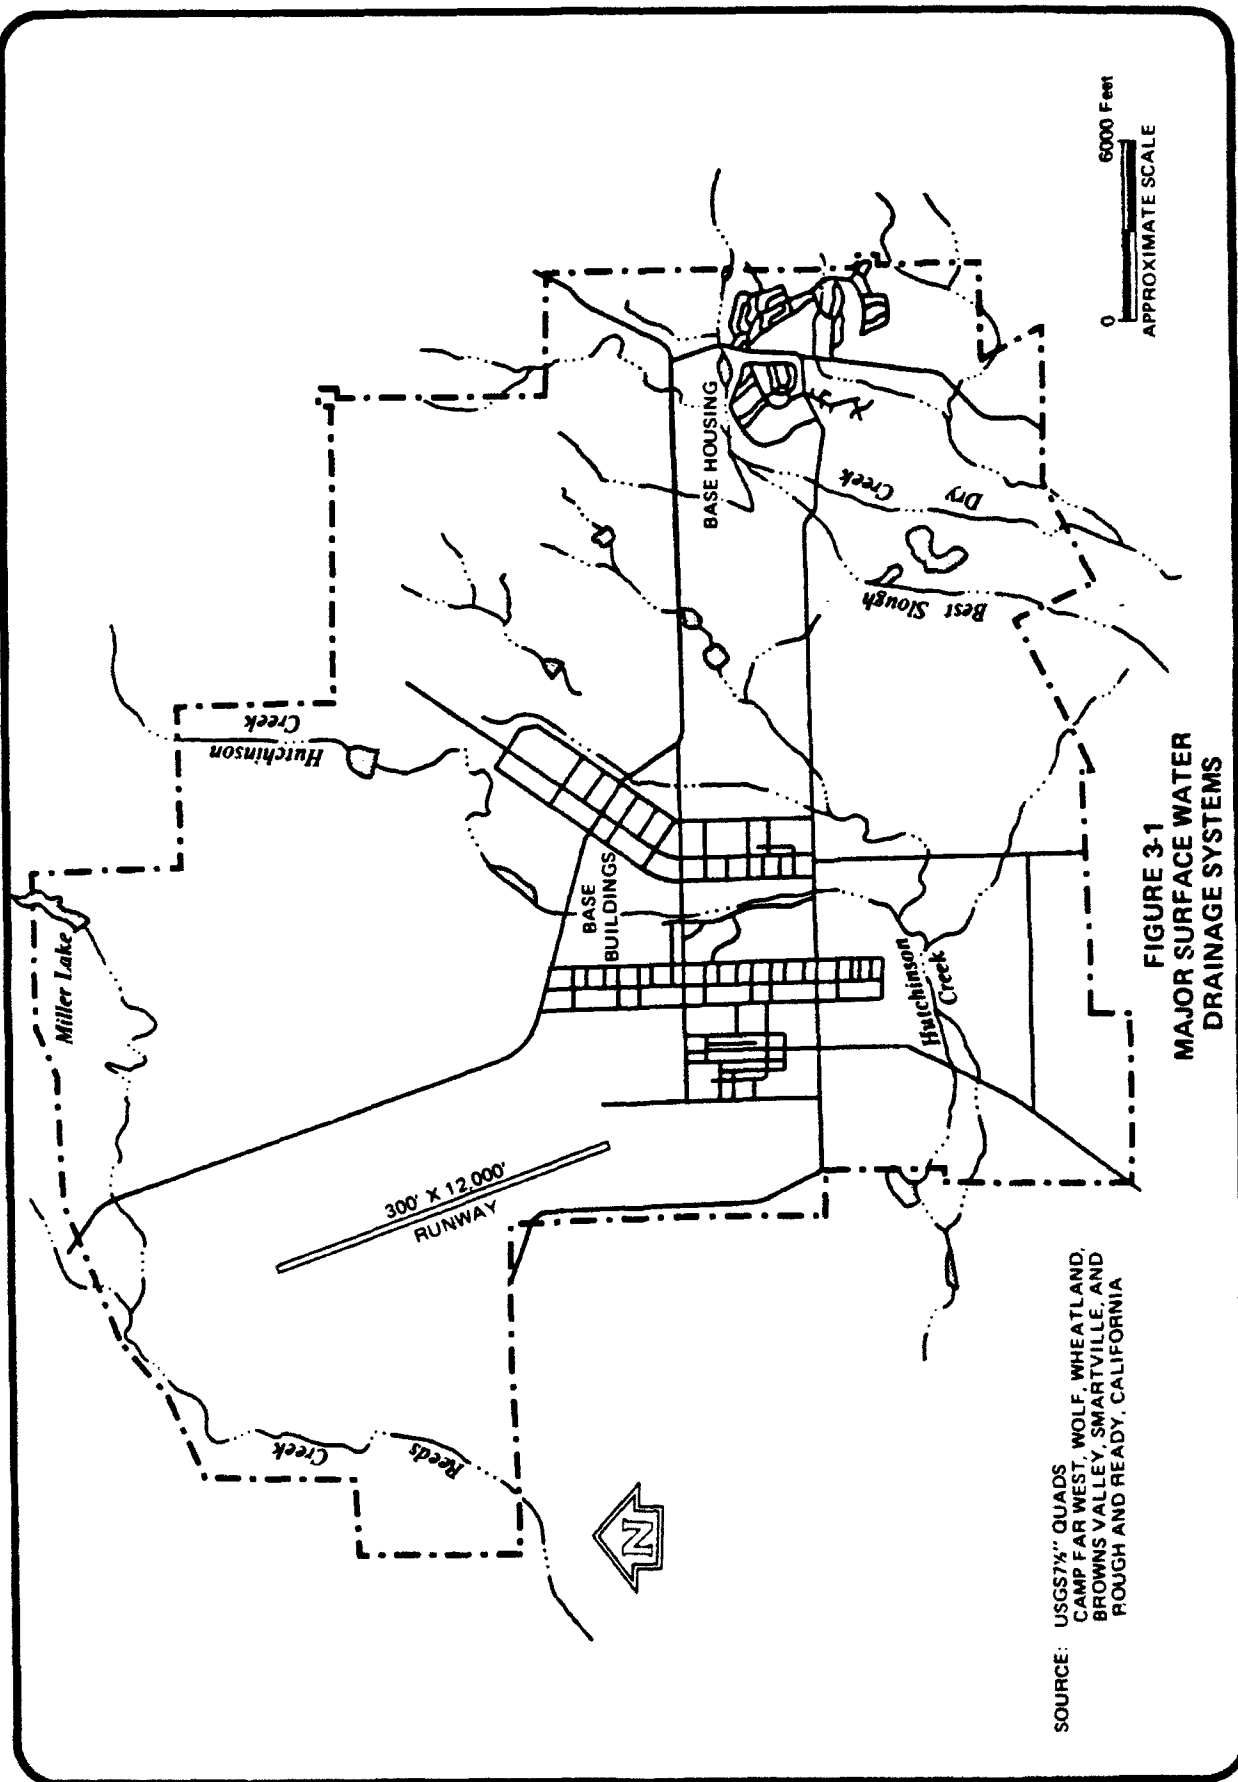 Miller Lake
Hutchinson
Creek
300' X 12,000'
RUNWAY
Reeds
Creek
BASE
BUILDINGS
BASE HOUSING
Hutchinson
Creek
Best
Slough
Dry
Creek
N
0 6000 Feet
APPROXIMATE SCALE
SOURCE: USGS7½" QUADS
CAMP FAR WEST, WOLF, WHEATLAND,
BROWNS VALLEY, SMARTVILLE, AND
ROUGH AND READY, CALIFORNIA
FIGURE 3-1
MAJOR SURFACE WATER
DRAINAGE SYSTEMS